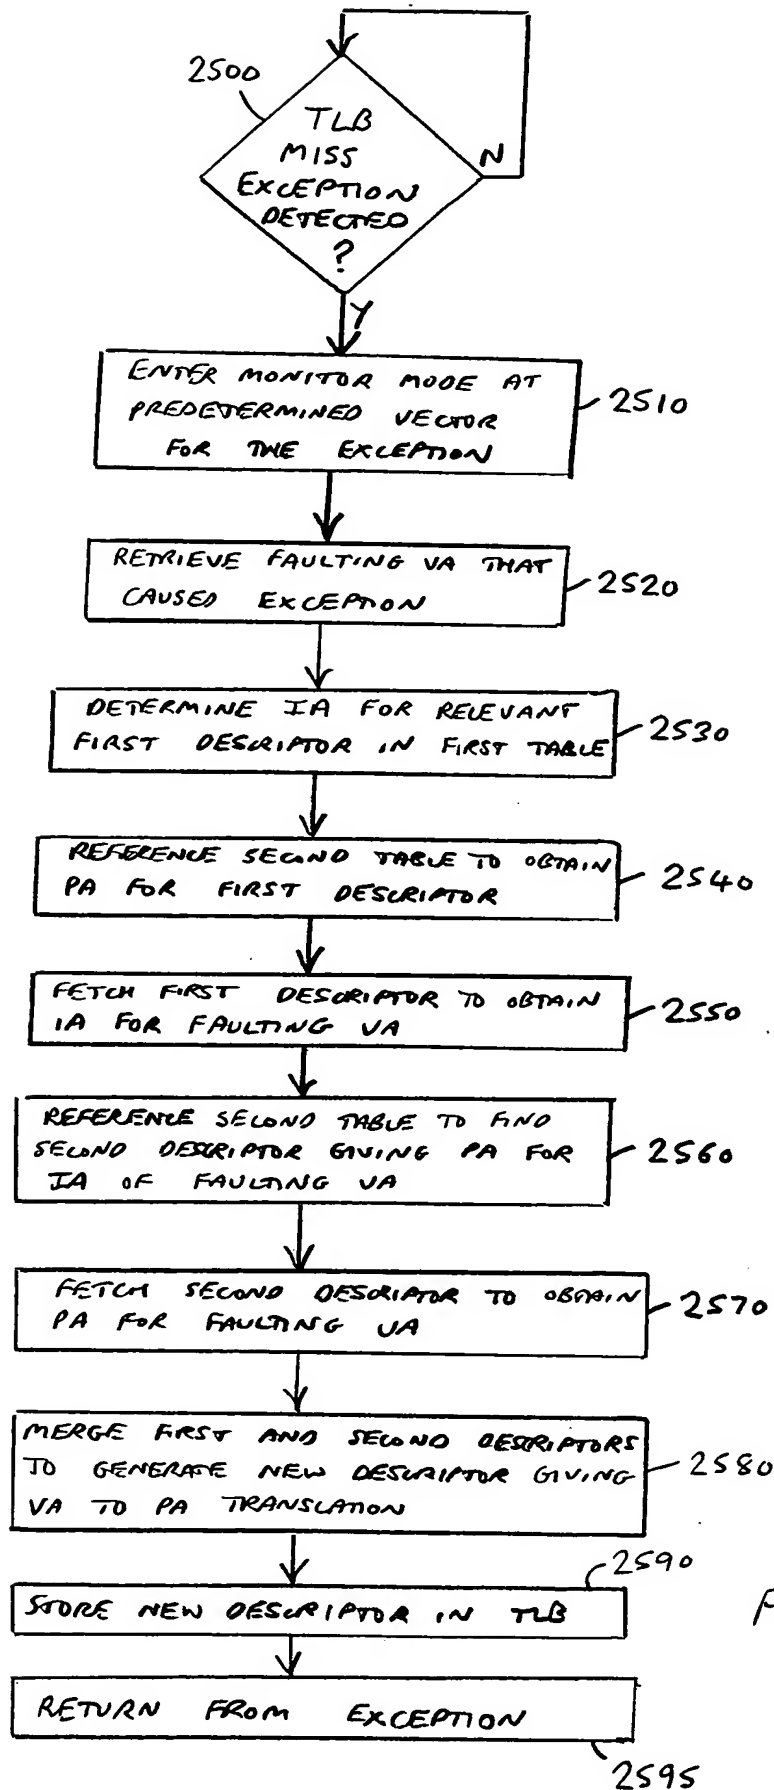 2500
TLB
MISS
EXCEPTION
DETECTED
?
N
Y
ENTER MONITOR MODE AT
PREDETERMINED VECTOR
FOR THE EXCEPTION
2510
RETRIEVE FAULTING VA THAT
CAUSED EXCEPTION
2520
DETERMINE IA FOR RELEVANT
FIRST DESCRIPTOR IN FIRST TABLE
2530
REFERENCE SECOND TABLE TO OBTAIN
PA FOR FIRST DESCRIPTOR
2540
FETCH FIRST DESCRIPTOR TO OBTAIN
IA FOR FAULTING VA
2550
REFERENCE SECOND TABLE TO FIND
SECOND DESCRIPTOR GIVING PA FOR
IA OF FAULTING VA
2560
FETCH SECOND DESCRIPTOR TO OBTAIN
PA FOR FAULTING VA
2570
MERGE FIRST AND SECOND DESCRIPTORS
TO GENERATE NEW DESCRIPTOR GIVING
VA TO PA TRANSLATION
2580
2590
STORE NEW DESCRIPTOR IN TLB
RETURN FROM EXCEPTION
2595